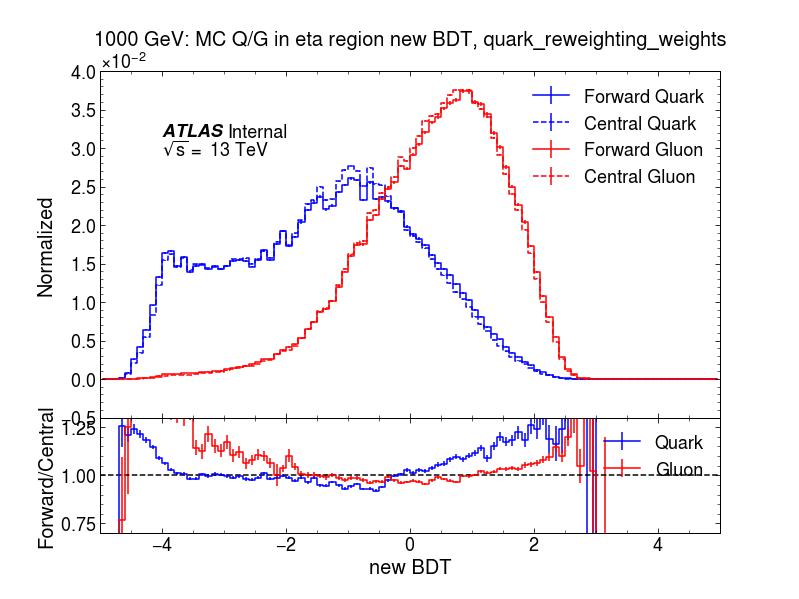 1000 GeV: MC Q/G in eta region new BDT, quark_reweighting_weights
×10⁻²
4.0
3.5
3.0
2.5
2.0
1.5
1.0
0.5
0.0
0.5
Normalized
ATLAS Internal
√s = 13 TeV
Forward Quark
Central Quark
Forward Gluon
Central Gluon
1.25
1.00
0.75
Forward/Central
Quark
Gluon
−4 −2 0 2 4
new BDT